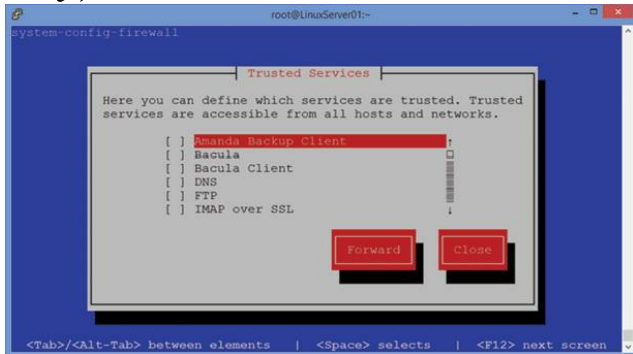 root@LinuxServer01:~
system-config-firewall
Trusted Services
Here you can define which services are trusted. Trusted
services are accessible from all hosts and networks.
[ ] Amanda Backup Client
[ ] Bacula
[ ] Bacula Client
[ ] DNS
[ ] FTP
[ ] IMAP over SSL
Forward Close
<Tab>/<Alt-Tab> between elements | <Space> selects | <F12> next screen